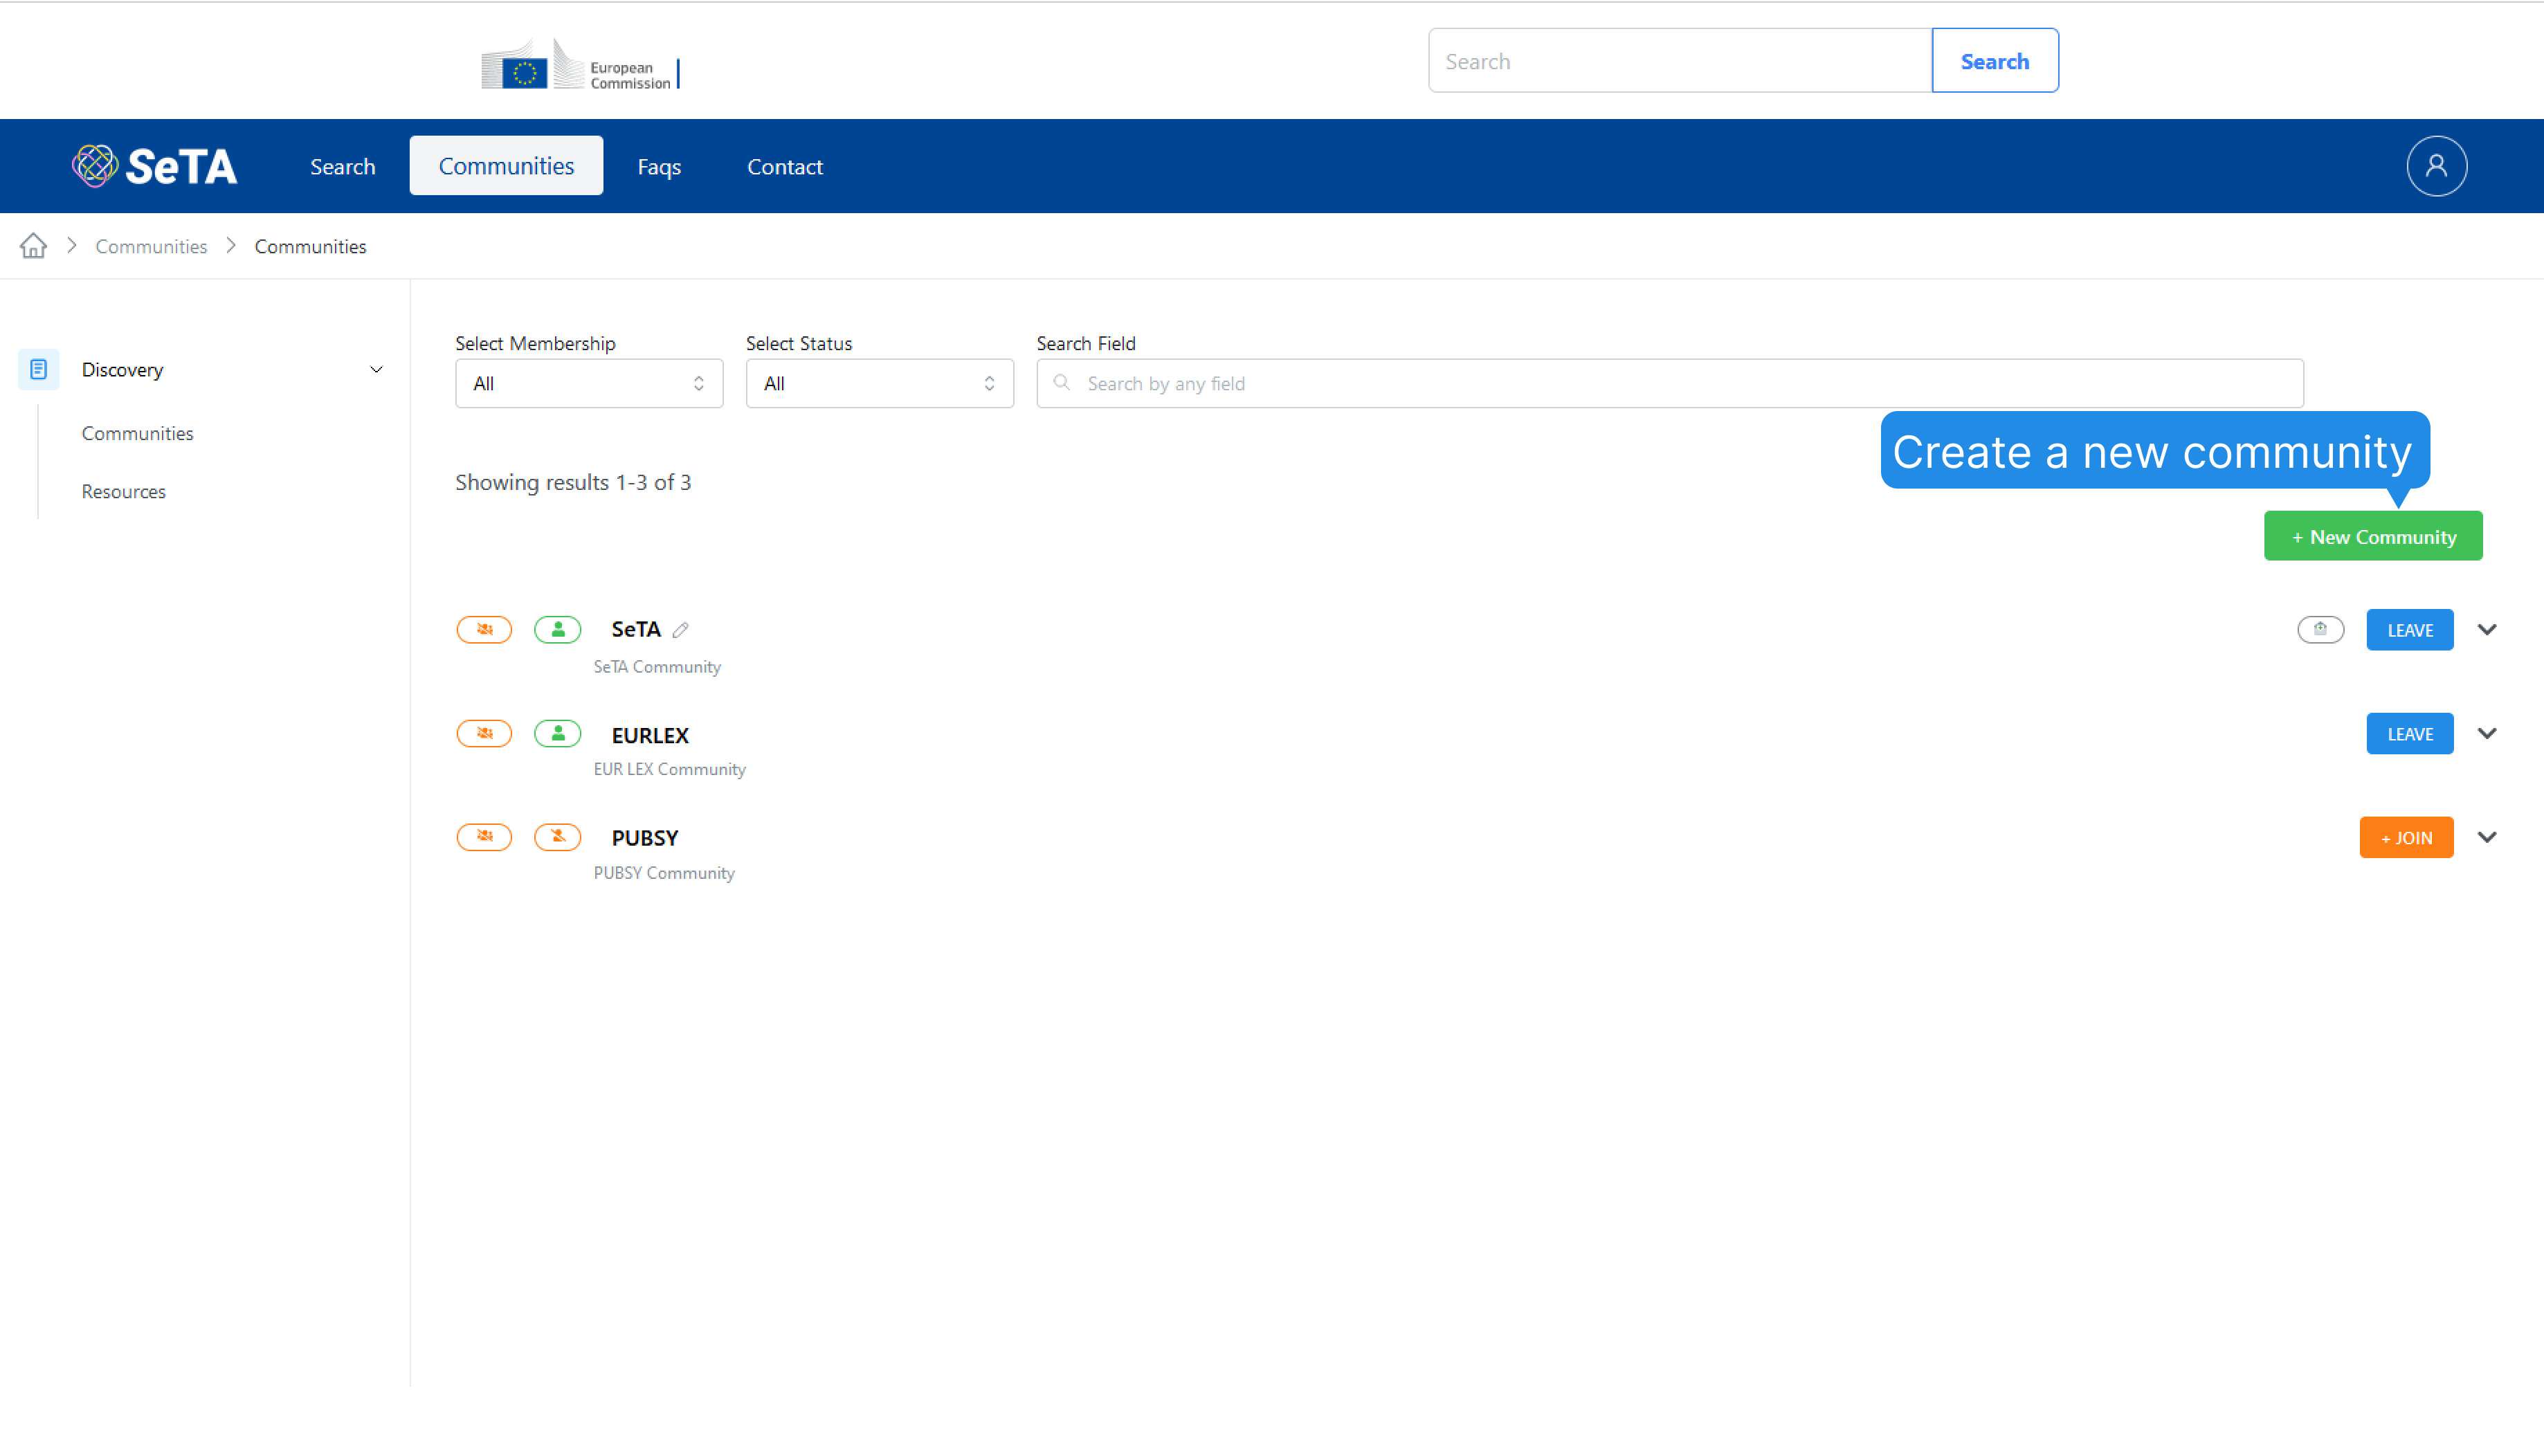 European
Commission
Search
Search
SeTA
Search
Communities
Faqs
Contact
Communities
Communities
Discovery
Communities
Resources
Select Membership
Select Status
Search Field
All
All
Search by any field
Create a new community
Showing results 1-3 of 3
+ New Community
SeTA
LEAVE
SeTA Community
EURLEX
LEAVE
EUR LEX Community
PUBSY
+ JOIN
PUBSY Community